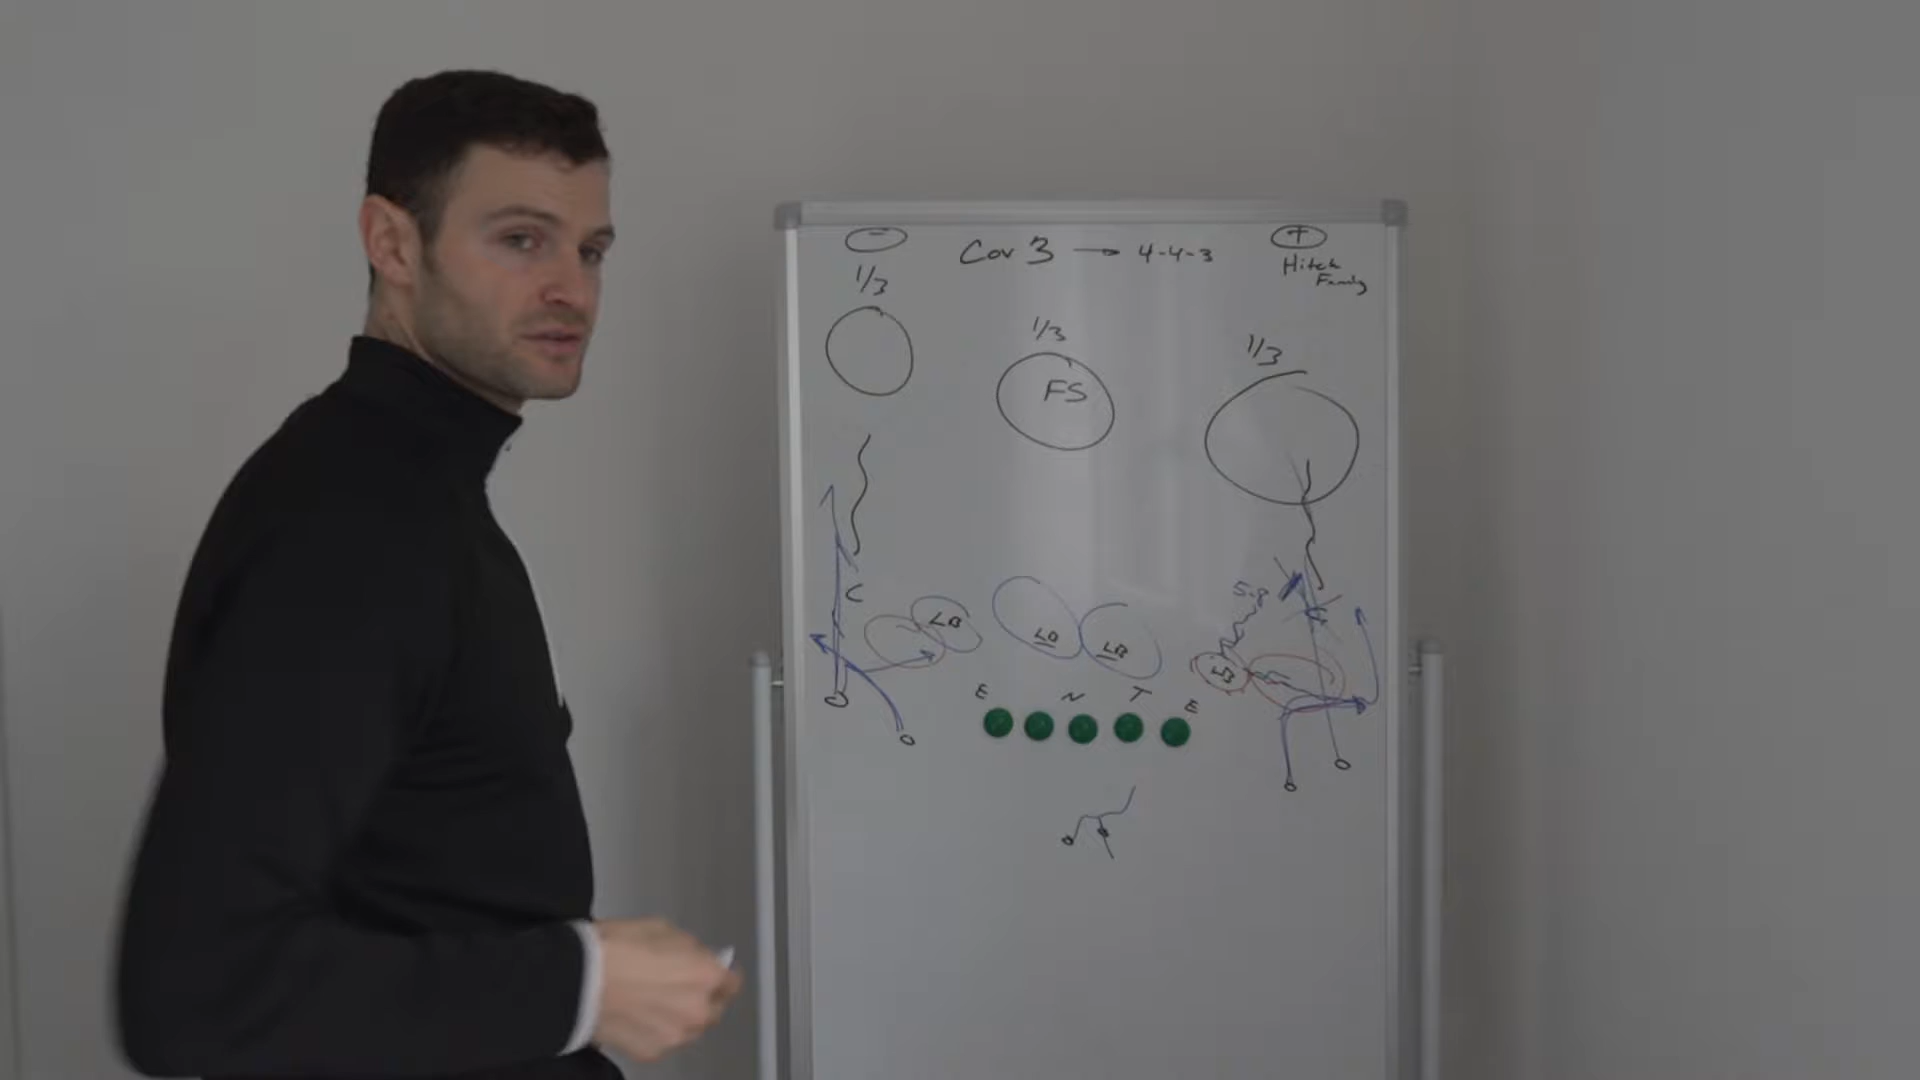 −
Cov 3 → 4-4-3
+
Hitch
Family
1/3
1/3
1/3
FS
C
5-8
C
LB
LB
LB
LB
E
N
T
E